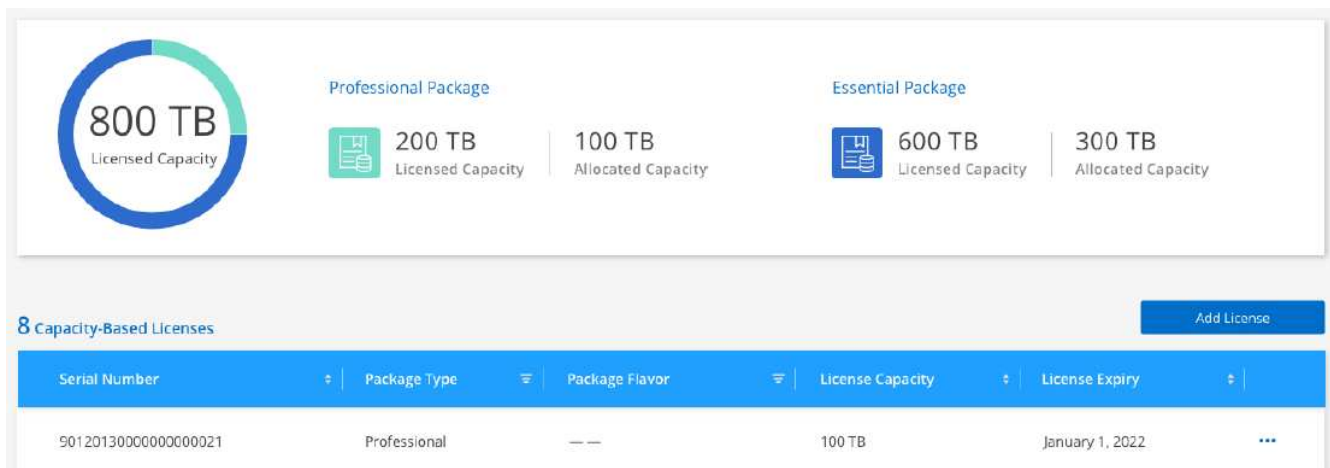 800 TB
Licensed Capacity
Professional Package
200 TB
Licensed Capacity
100 TB
Allocated Capacity
Essential Package
600 TB
Licensed Capacity
300 TB
Allocated Capacity
8 Capacity-Based Licenses
Add License
Serial Number Package Type Package Flavor License Capacity License Expiry
90120130000000000021 Professional — — 100 TB January 1, 2022 •••